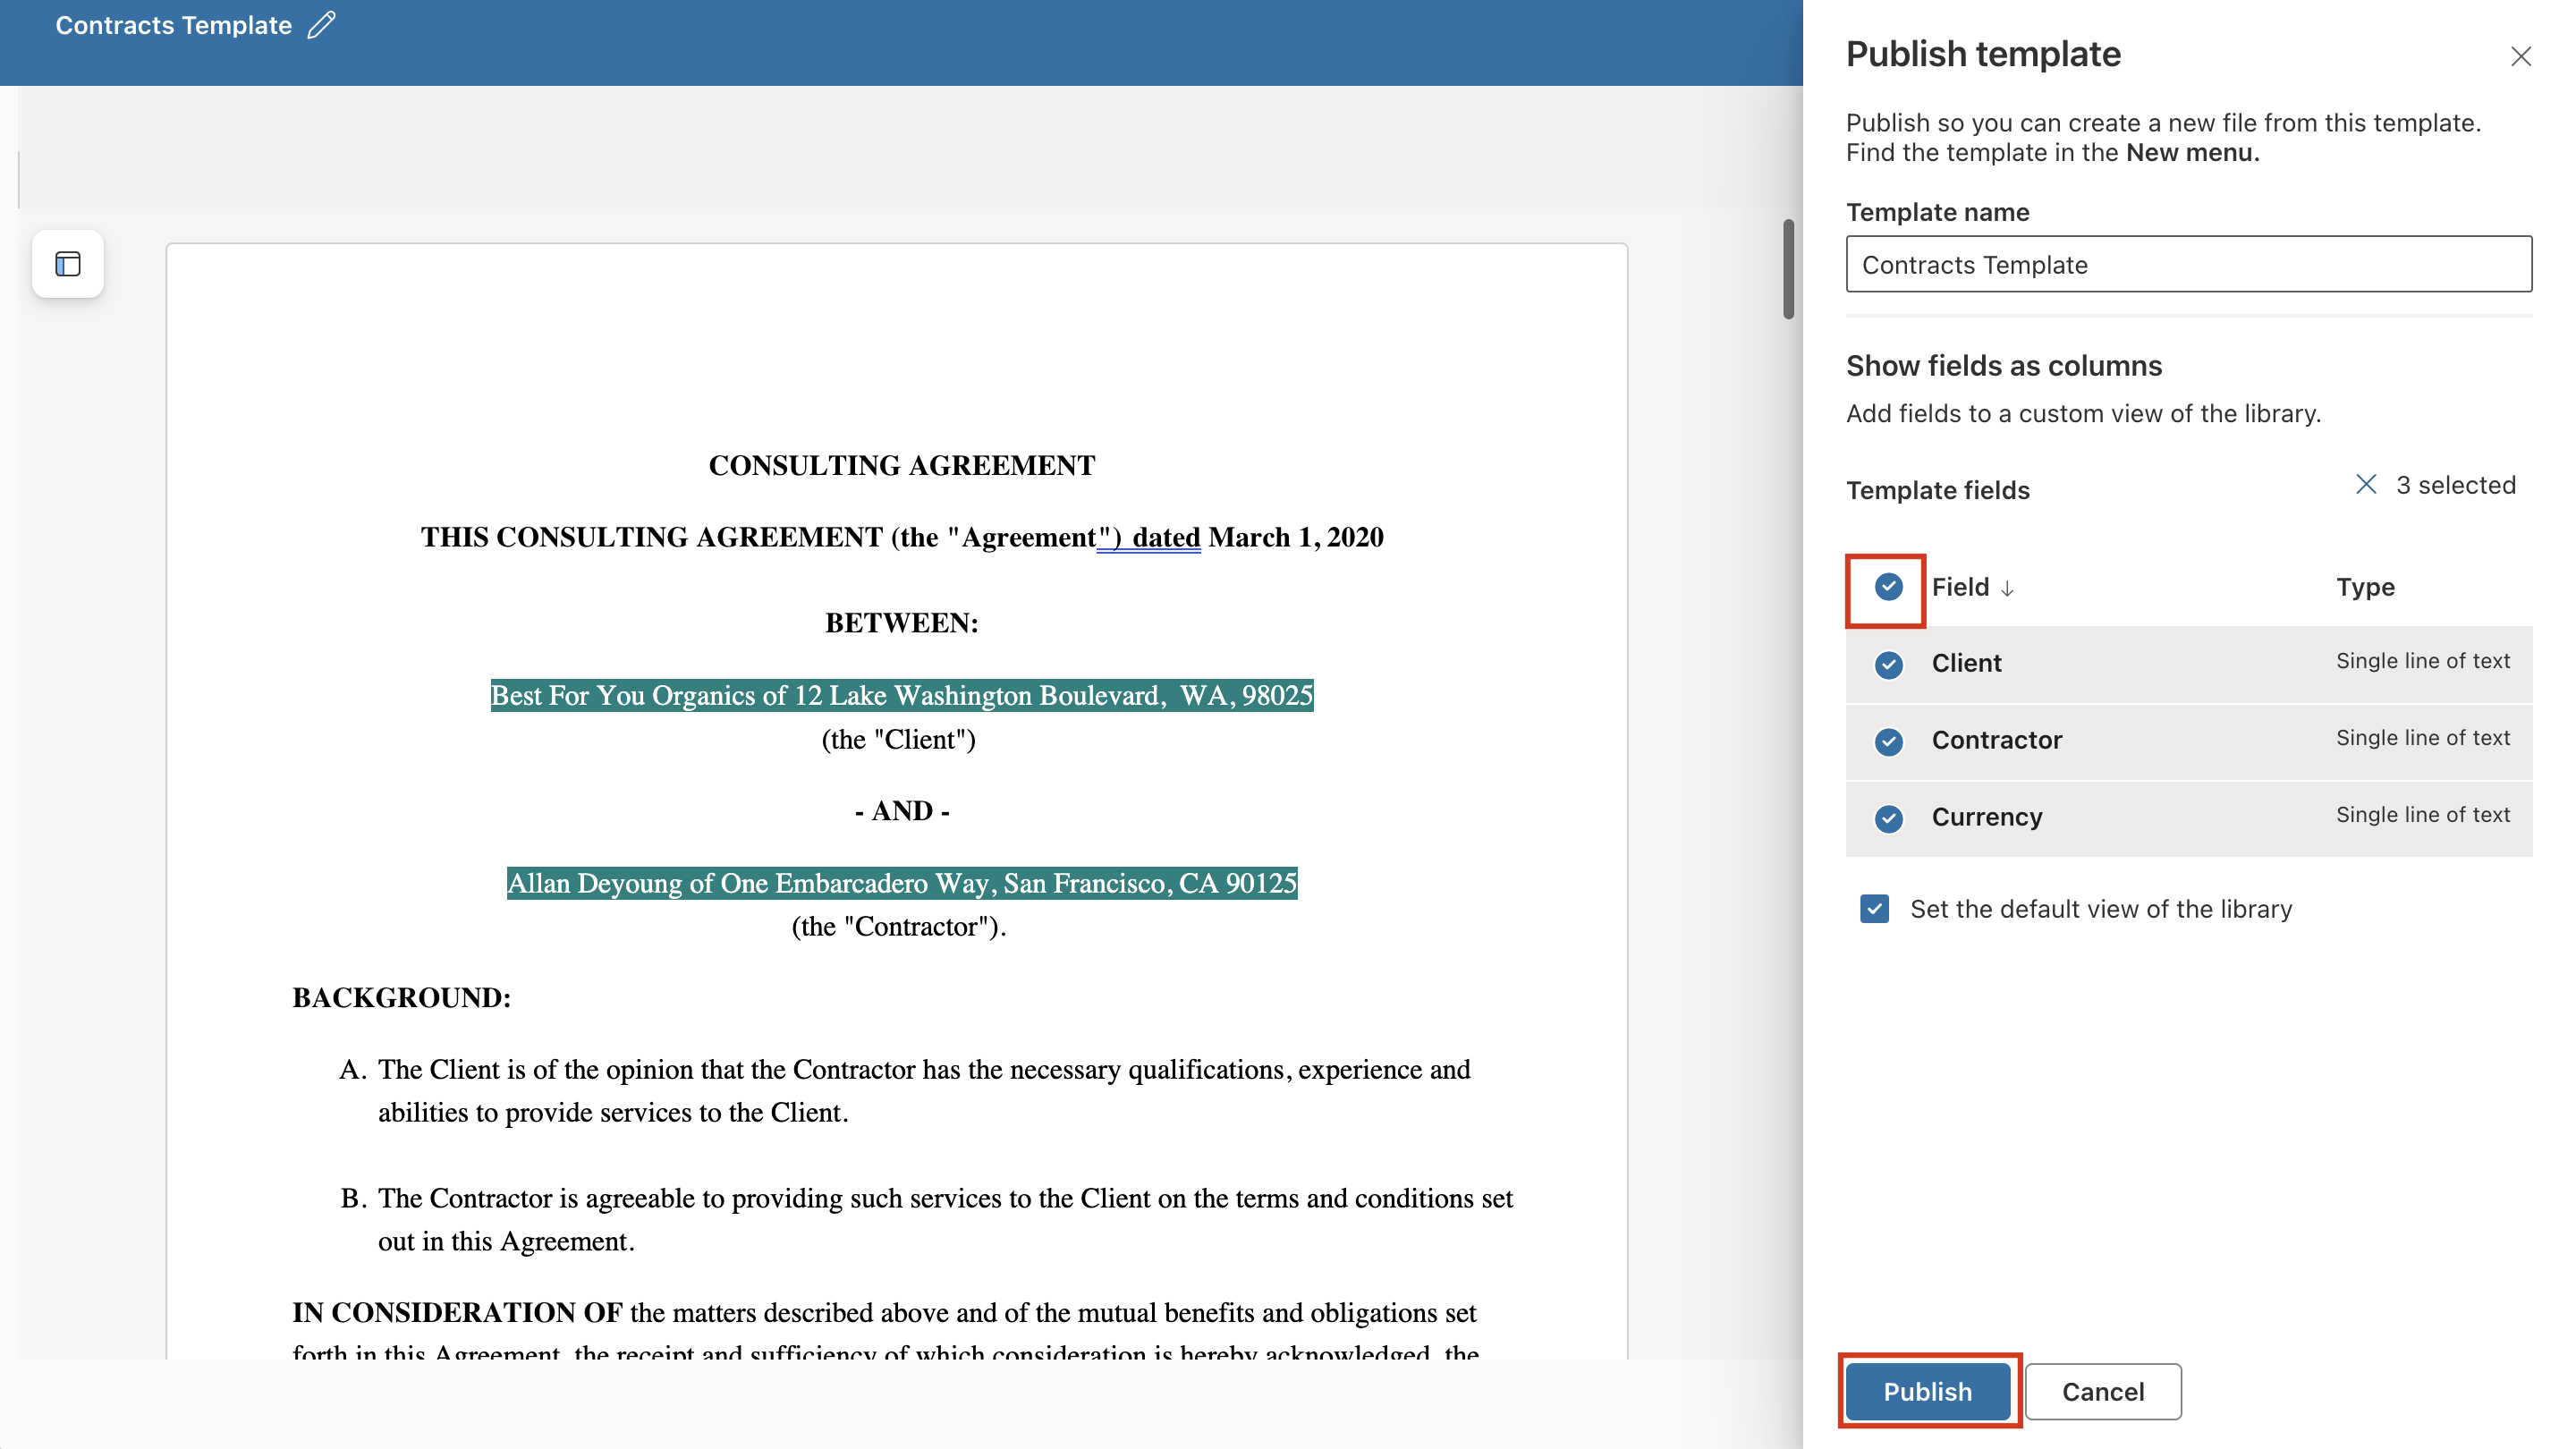 Contracts Template
CONSULTING AGREEMENT
THIS CONSULTING AGREEMENT (the "Agreement") dated March 1, 2020
BETWEEN:
Best For You Organics of 12 Lake Washington Boulevard, WA, 98025
(the "Client")
- AND -
Allan Deyoung of One Embarcadero Way, San Francisco, CA 90125
(the "Contractor").
BACKGROUND:
A. The Client is of the opinion that the Contractor has the necessary qualifications, experience and
abilities to provide services to the Client.
B. The Contractor is agreeable to providing such services to the Client on the terms and conditions set
out in this Agreement.
IN CONSIDERATION OF the matters described above and of the mutual benefits and obligations set
forth in this Agreement, the receipt and sufficiency of which consideration is hereby acknowledged, the
Publish template
Publish so you can create a new file from this template.
Find the template in the New menu.
Template name
Contracts Template
Show fields as columns
Add fields to a custom view of the library.
Template fields 3 selected
Field Type
Client Single line of text
Contractor Single line of text
Currency Single line of text
Set the default view of the library
Publish Cancel